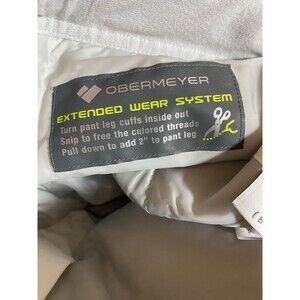 OBERMEYER
EXTENDED WEAR SYSTEM
Turn pant leg cuffs inside out
Snip to free the colored threads
Pull down to add 2" to pant leg